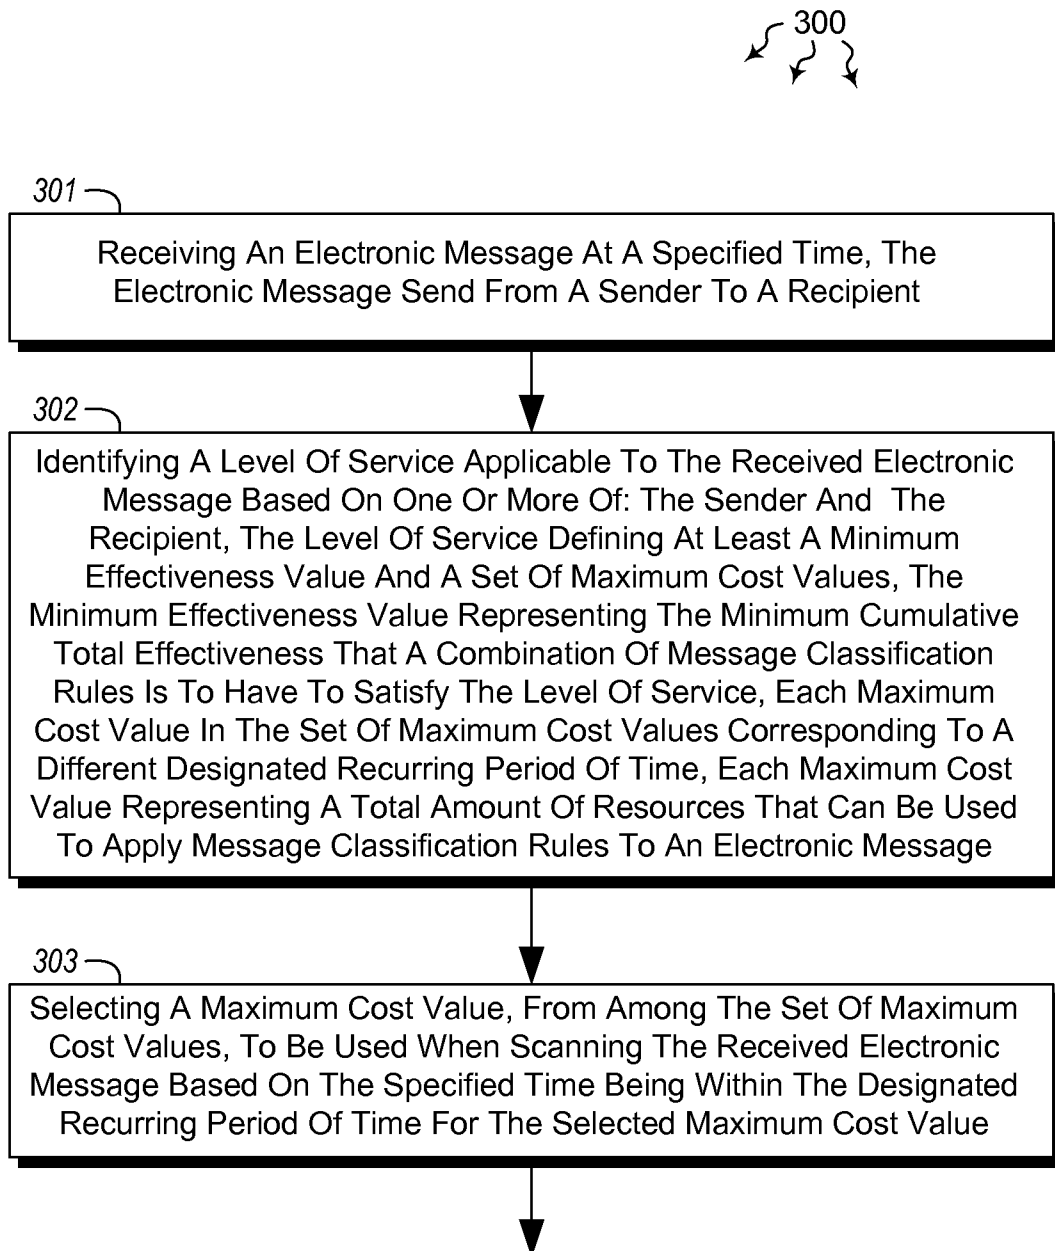 300
301
Receiving An Electronic Message At A Specified Time, The
Electronic Message Send From A Sender To A Recipient
302
Identifying A Level Of Service Applicable To The Received Electronic
Message Based On One Or More Of: The Sender And The
Recipient, The Level Of Service Defining At Least A Minimum
Effectiveness Value And A Set Of Maximum Cost Values, The
Minimum Effectiveness Value Representing The Minimum Cumulative
Total Effectiveness That A Combination Of Message Classification
Rules Is To Have To Satisfy The Level Of Service, Each Maximum
Cost Value In The Set Of Maximum Cost Values Corresponding To A
Different Designated Recurring Period Of Time, Each Maximum Cost
Value Representing A Total Amount Of Resources That Can Be Used
To Apply Message Classification Rules To An Electronic Message
303
Selecting A Maximum Cost Value, From Among The Set Of Maximum
Cost Values, To Be Used When Scanning The Received Electronic
Message Based On The Specified Time Being Within The Designated
Recurring Period Of Time For The Selected Maximum Cost Value